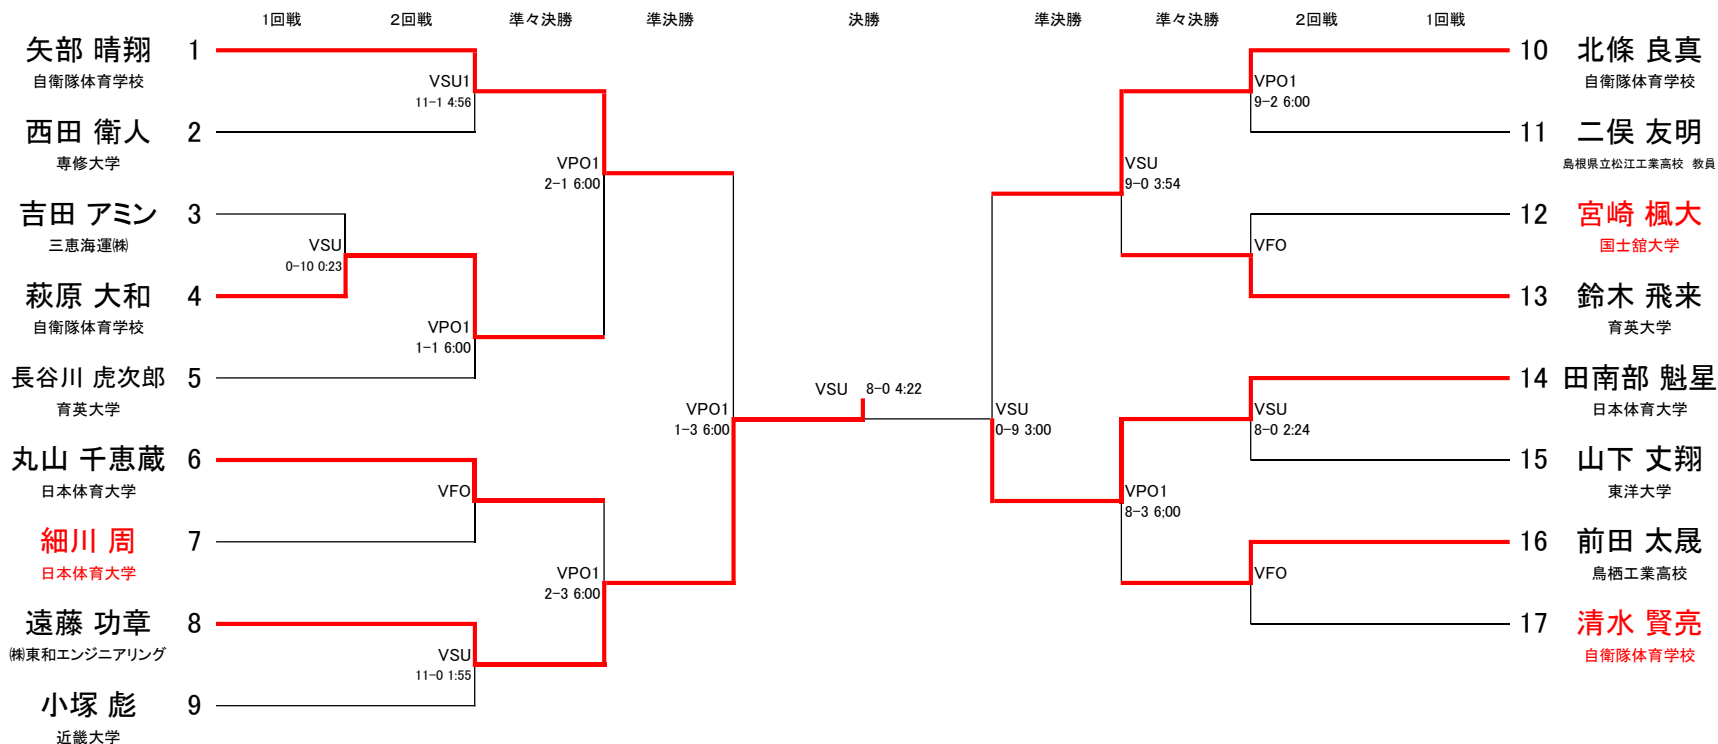 1回戦 2回戦 準々決勝 準決勝 決勝 準決勝 準々決勝 2回戦 1回戦
矢部 晴翔 1
自衛隊体育学校
VSU1
11-1 4:56
西田 衛人 2
専修大学
VPO1
2-1 6:00
吉田 アミン 3
三恵海運㈱
VSU
0-10 0:23
萩原 大和 4
自衛隊体育学校
VPO1
1-1 6:00
長谷川 虎次郎 5
育英大学
VPO1
1-3 6:00
丸山 千恵蔵 6
日本体育大学
VFO
細川 周 7
日本体育大学
VPO1
2-3 6:00
遠藤 功章 8
㈱東和エンジニアリング
VSU
11-0 1:55
小塚 彪 9
近畿大学
VSU 8-0 4:22
10 北條 良真
自衛隊体育学校
VPO1
9-2 6:00
11 二俣 友明
島根県立松江工業高校 教員
VSU
9-0 3:54
12 宮崎 楓大
国士舘大学
VFO
13 鈴木 飛来
育英大学
VSU
0-9 3:00
14 田南部 魁星
日本体育大学
VSU
8-0 2:24
15 山下 丈翔
東洋大学
VPO1
8-3 6;00
16 前田 太晟
鳥栖工業高校
VFO
17 清水 賢亮
自衛隊体育学校